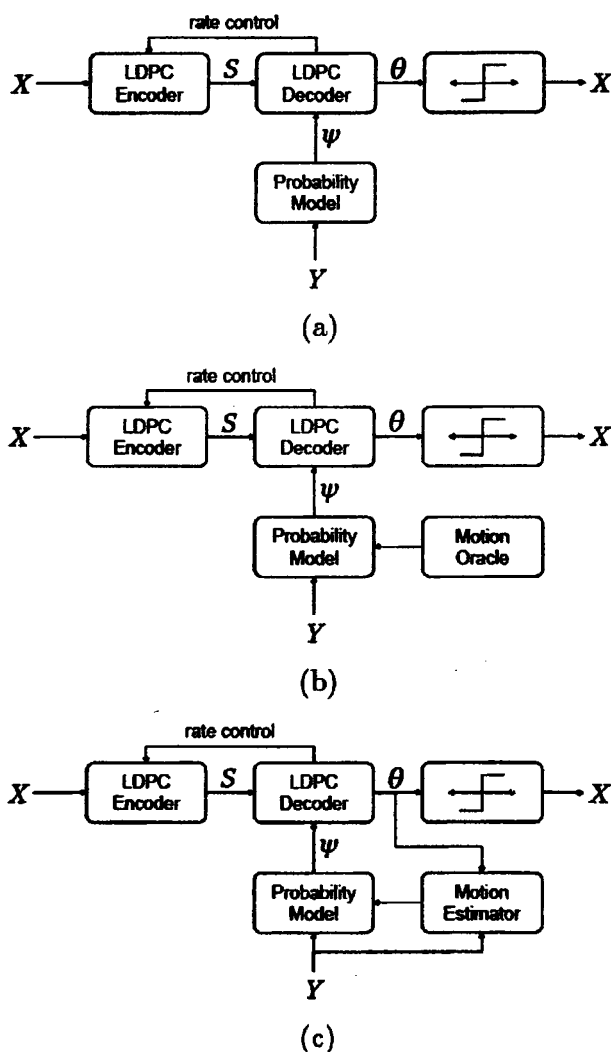 rate control
X LDPC Encoder S LDPC Decoder θ X
ψ
Probability Model
Y
(a)
rate control
X LDPC Encoder S LDPC Decoder θ X
ψ
Probability Model Motion Oracle
Y
(b)
rate control
X LDPC Encoder S LDPC Decoder θ X
ψ
Probability Model Motion Estimator
Y
(c)